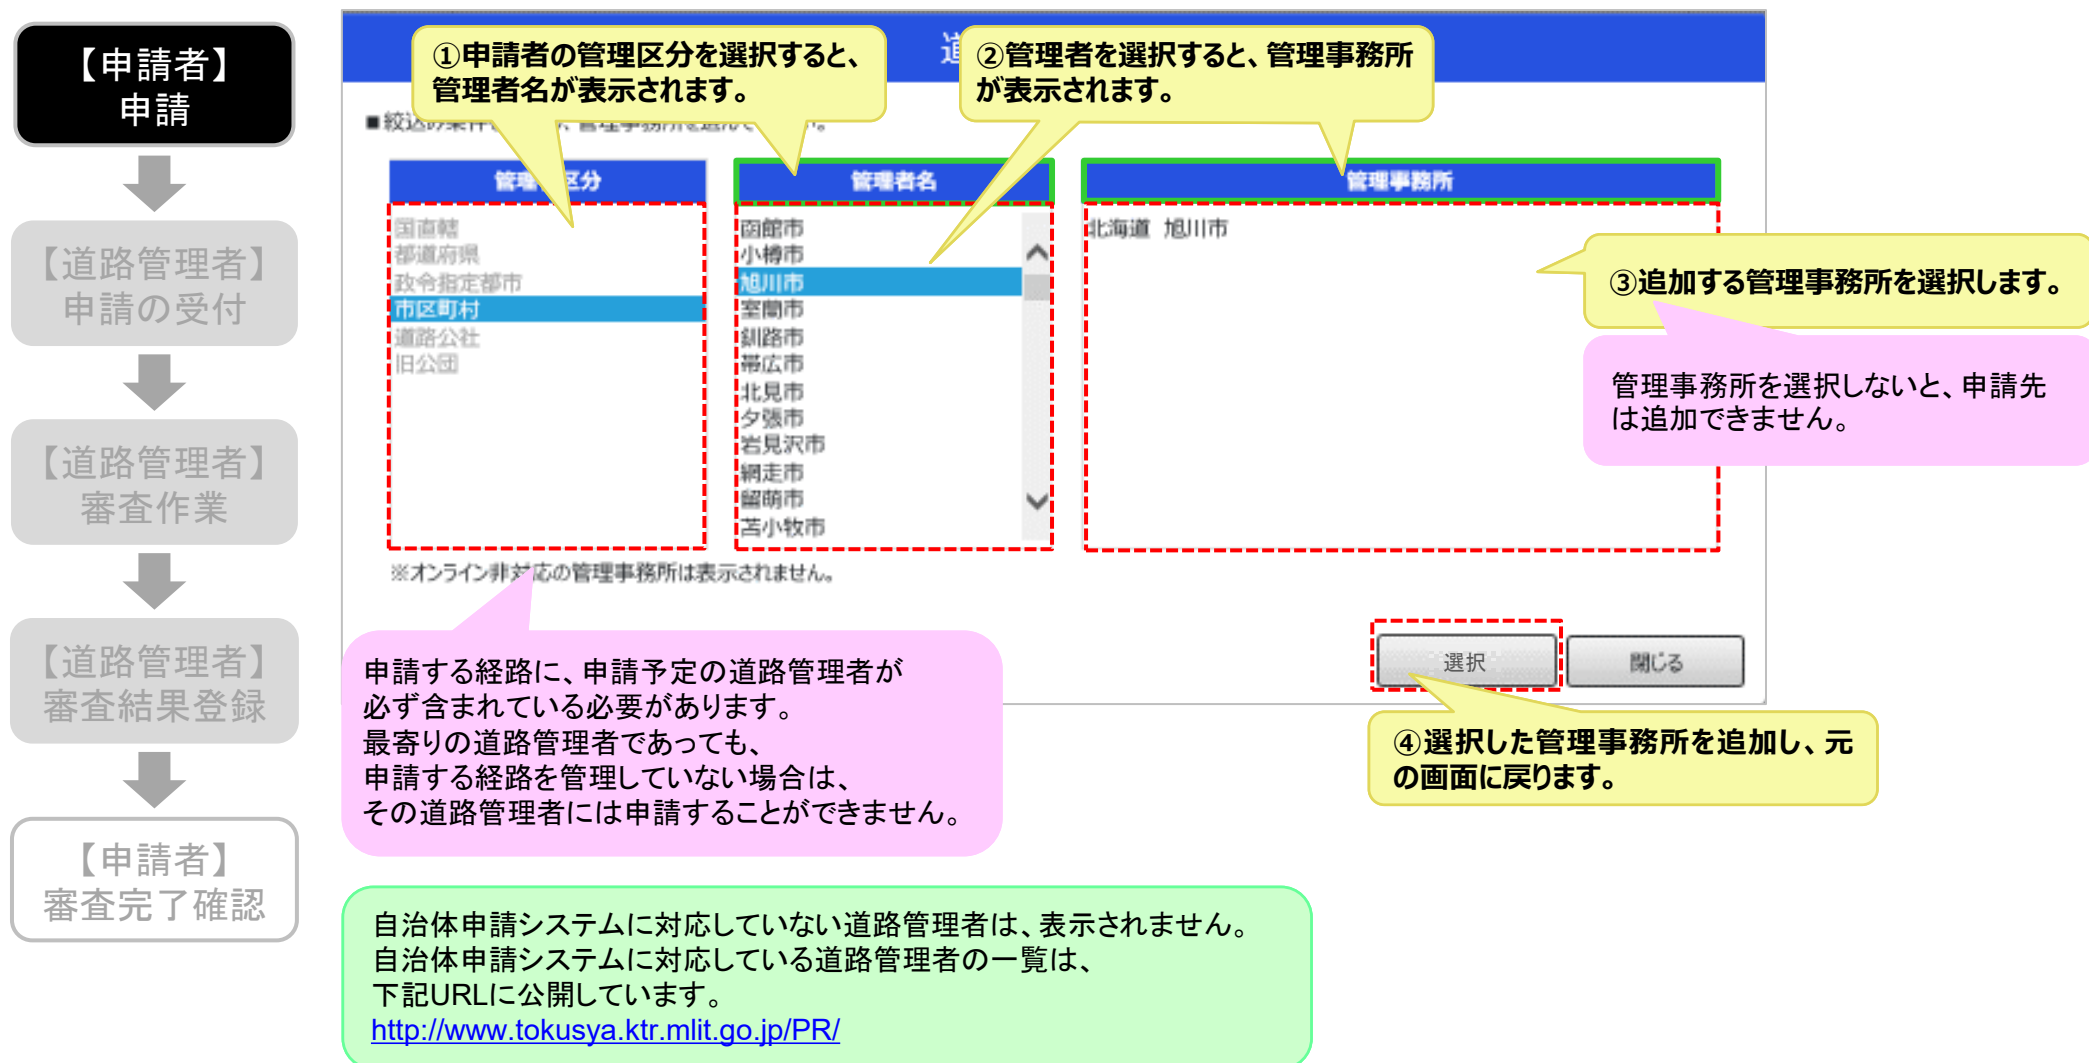 【申請者】
申請
【道路管理者】
申請の受付
【道路管理者】
審査作業
【道路管理者】
審査結果登録
【申請者】
審査完了確認
①申請者の管理区分を選択すると、
管理者名が表示されます。
②管理者を選択すると、管理事務所
が表示されます。
管理者名
管理事務所
国直轄
都道府県
政令指定都市
市区町村
道路公社
旧公団
函館市
小樽市
旭川市
室蘭市
釧路市
帯広市
北見市
夕張市
岩見沢市
網走市
留萌市
苫小牧市
北海道 旭川市
③追加する管理事務所を選択します。
管理事務所を選択しないと、申請先
は追加できません。
※オンライン非対応の管理事務所は表示されません。
選択
閉じる
申請する経路に、申請予定の道路管理者が
必ず含まれている必要があります。
最寄りの道路管理者であっても、
申請する経路を管理していない場合は、
その道路管理者には申請することができません。
④選択した管理事務所を追加し、元
の画面に戻ります。
自治体申請システムに対応していない道路管理者は、表示されません。
自治体申請システムに対応している道路管理者の一覧は、
下記URLに公開しています。
http://www.tokusya.ktr.mlit.go.jp/PR/